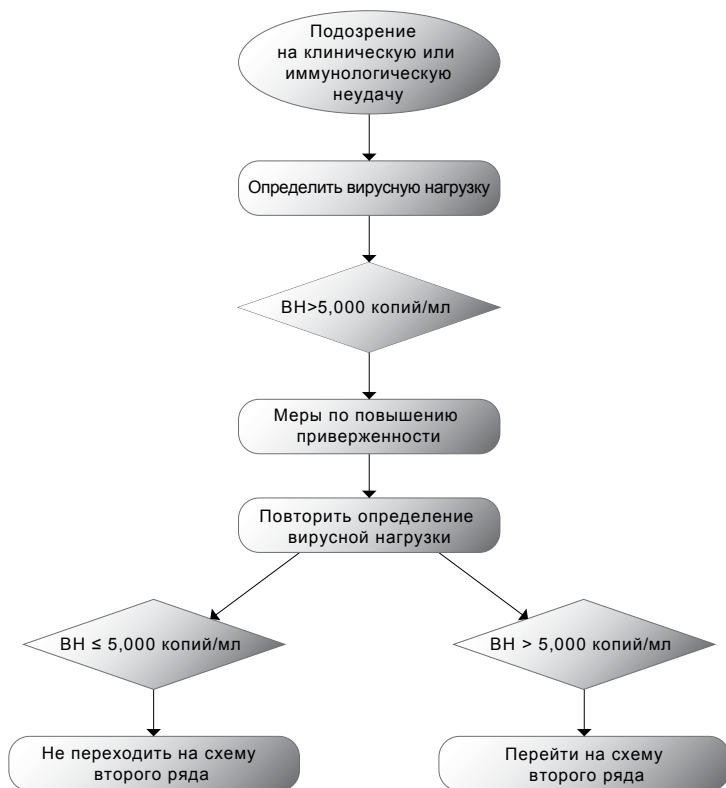 Подозрение
на клиническую или
иммунологическую
неудачу
Определить вирусную нагрузку
ВН>5,000 копий/мл
Меры по повышению
приверженности
Повторить определение
вирусной нагрузки
ВН ≤ 5,000 копий/мл
ВН > 5,000 копий/мл
Не переходить на схему
второго ряда
Перейти на схему
второго ряда